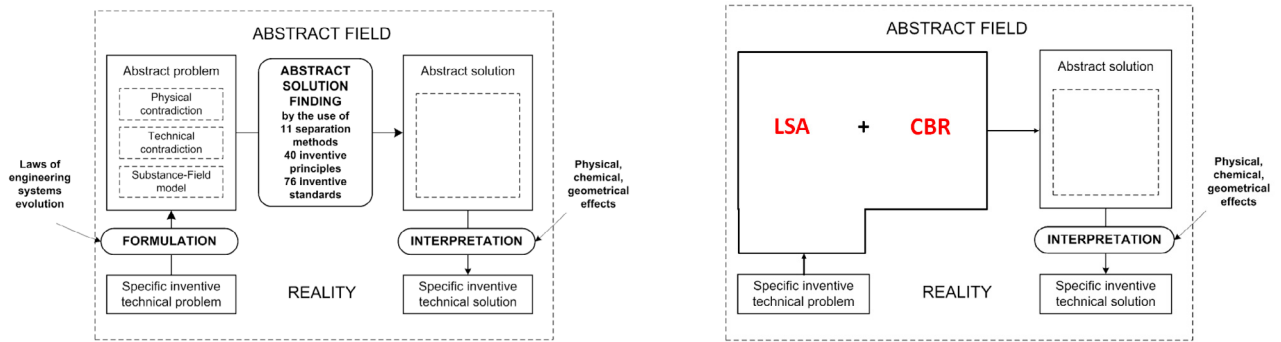 ABSTRACT FIELD
Abstract problem
Physical
contradiction
Technical
contradiction
Substance-Field
model
ABSTRACT
SOLUTION
FINDING
by the use of
11 separation
methods
40 inventive
principles
76 inventive
standards
Abstract solution
Laws of
engineering
systems
evolution
Physical,
chemical,
geometrical
effects
FORMULATION
INTERPRETATION
Specific inventive
technical problem
REALITY
Specific inventive
technical solution
ABSTRACT FIELD
LSA + CBR
Abstract solution
Physical,
chemical,
geometrical
effects
INTERPRETATION
Specific inventive
technical problem
REALITY
Specific inventive
technical solution